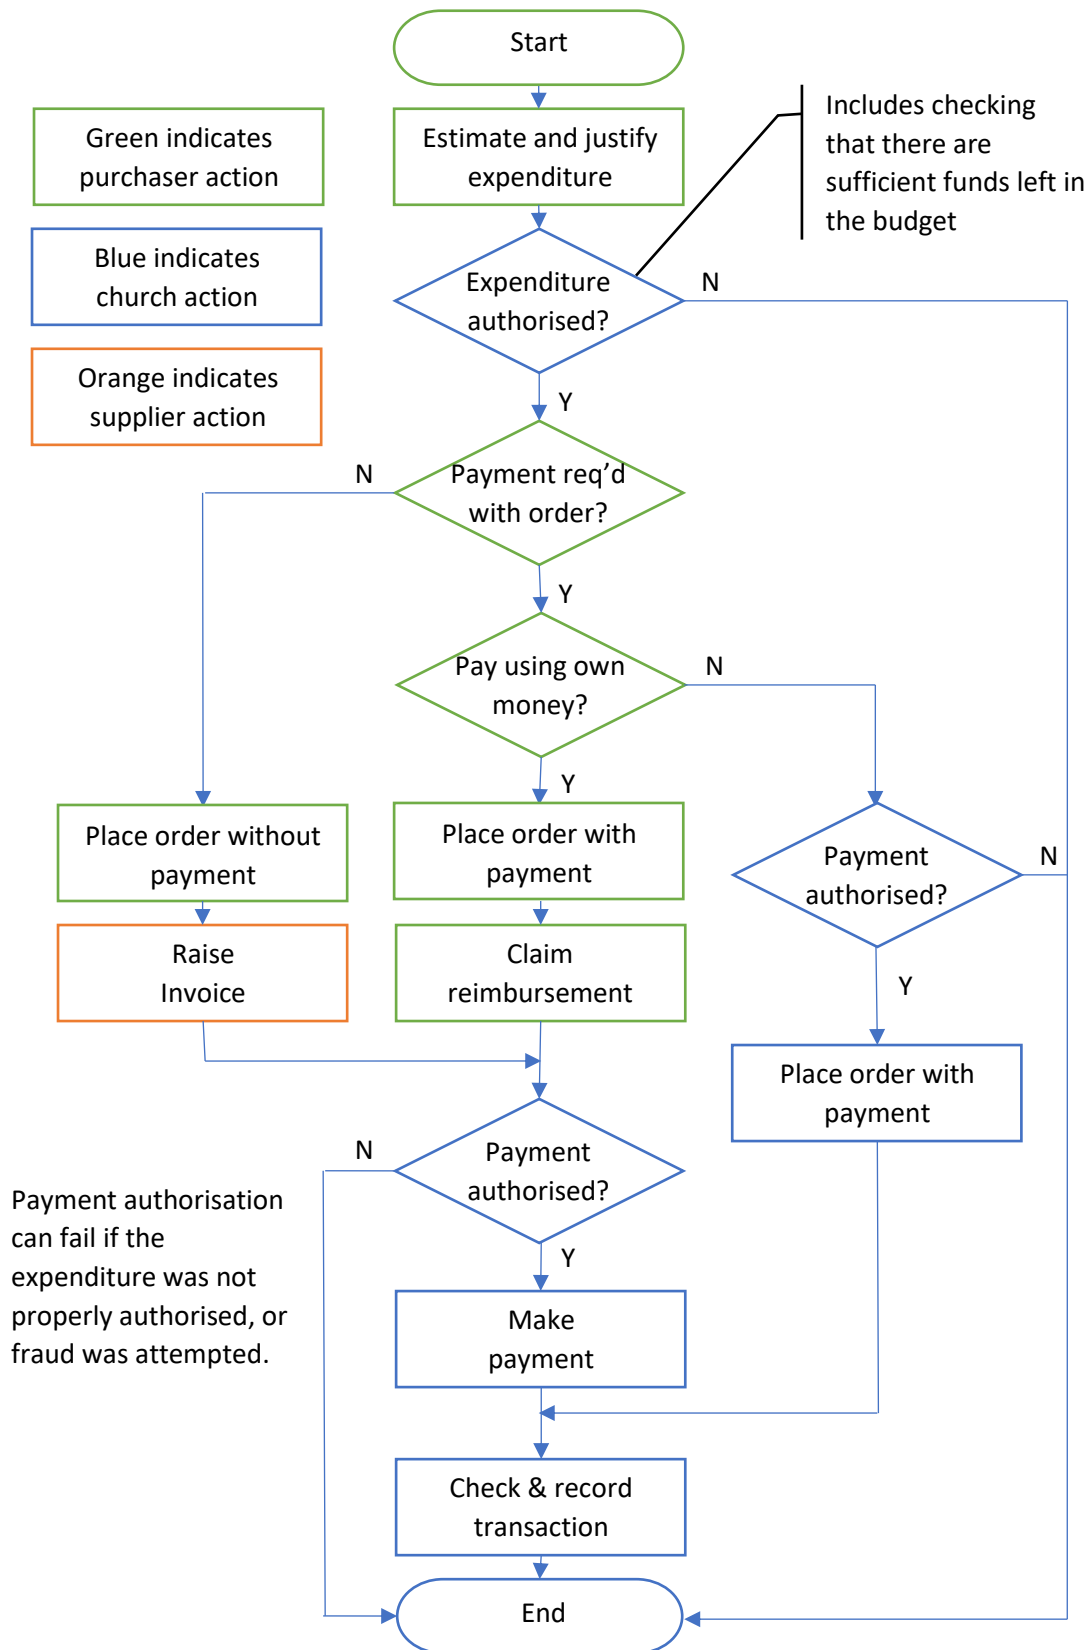 Start
Includes checking
that there are
sufficient funds left in
the budget
Green indicates
purchaser action
Estimate and justify
expenditure
Blue indicates
church action
Expenditure
authorised?
N
Orange indicates
supplier action
Y
N
Payment req’d
with order?
Y
Pay using own
money?
N
Y
Place order without
payment
Place order with
payment
Payment
authorised?
N
Raise
Invoice
Claim
reimbursement
Y
Place order with
payment
N
Payment
authorised?
Payment authorisation
can fail if the
expenditure was not
properly authorised, or
fraud was attempted.
Y
Make
payment
Check & record
transaction
End